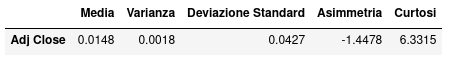 Media Varianza Deviazione Standard Asimmetria Curtosi
Adj Close 0.0148 0.0018 0.0427 -1.4478 6.3315